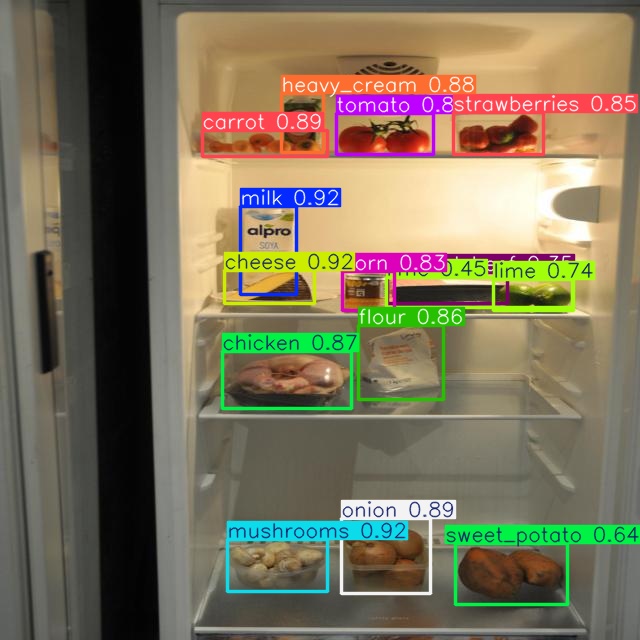 heavy_cream 0.88
carrot 0.89
tomato 0.8
strawberries 0.85
milk 0.92
alpro
SOYA
cheese 0.92
orn 0.83
0.45
lime 0.74
flour 0.86
chicken 0.87
onion 0.89
mushrooms 0.92
sweet_potato 0.64